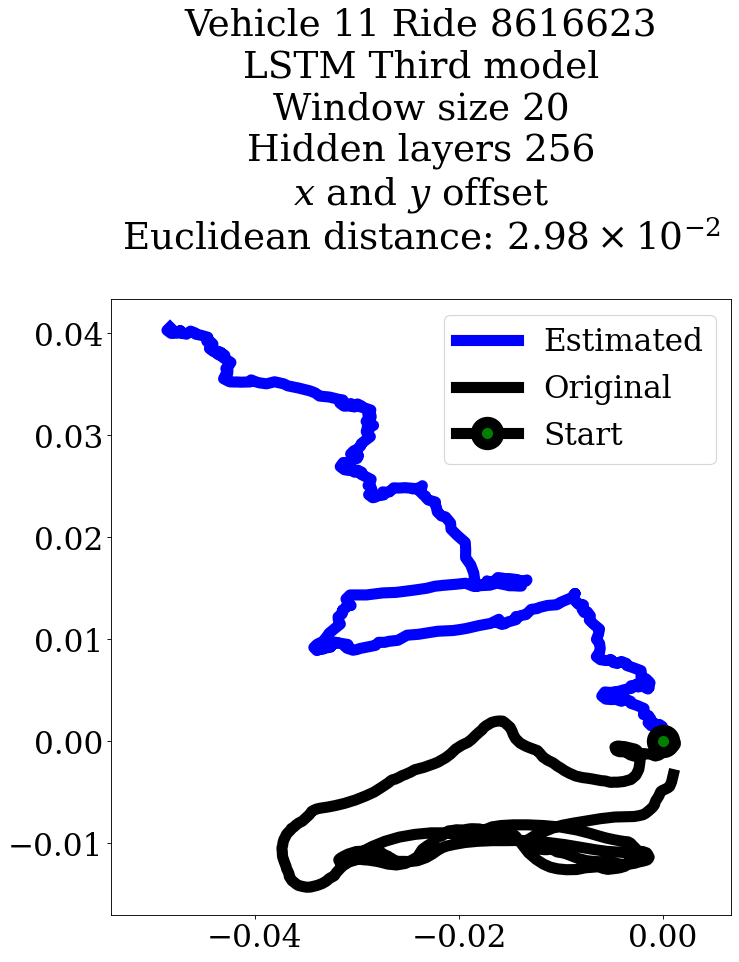 Vehicle 11 Ride 8616623
LSTM Third model
Window size 20
Hidden layers 256
x and y offset
Euclidean distance: 2.98 × 10⁻²
Estimated
Original
Start
0.04
0.03
0.02
0.01
0.00
−0.01
−0.04 −0.02 0.00